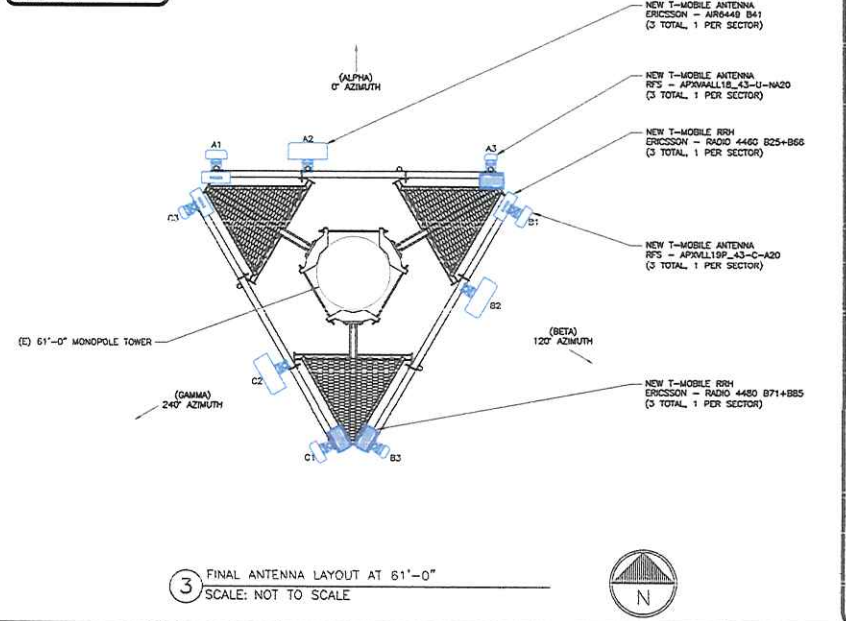 NEW T-MOBILE ANTENNA
ERICSSON - AIR6449 B41
(3 TOTAL, 1 PER SECTOR)
(ALPHA)
0° AZIMUTH
NEW T-MOBILE ANTENNA
RFS - APXVAALL18_43-U-NA20
(3 TOTAL, 1 PER SECTOR)
A1
A2
A3
NEW T-MOBILE RRH
ERICSSON - RADIO 4460 B25+B66
(3 TOTAL, 1 PER SECTOR)
C3
B1
NEW T-MOBILE ANTENNA
RFS - APXVLL19P_43-C-A20
(3 TOTAL, 1 PER SECTOR)
B2
(E) 61'-0" MONOPOLE TOWER
(BETA)
120° AZIMUTH
C2
(GAMMA)
240° AZIMUTH
NEW T-MOBILE RRH
ERICSSON - RADIO 4480 B71+B85
(3 TOTAL, 1 PER SECTOR)
C1
B3
3
FINAL ANTENNA LAYOUT AT 61'-0"
SCALE: NOT TO SCALE
N